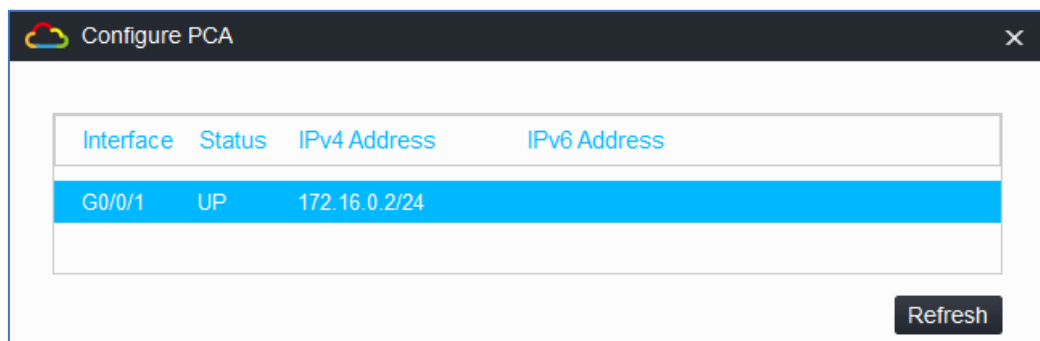 Configure PCA
Interface Status IPv4 Address IPv6 Address
G0/0/1 UP 172.16.0.2/24
Refresh